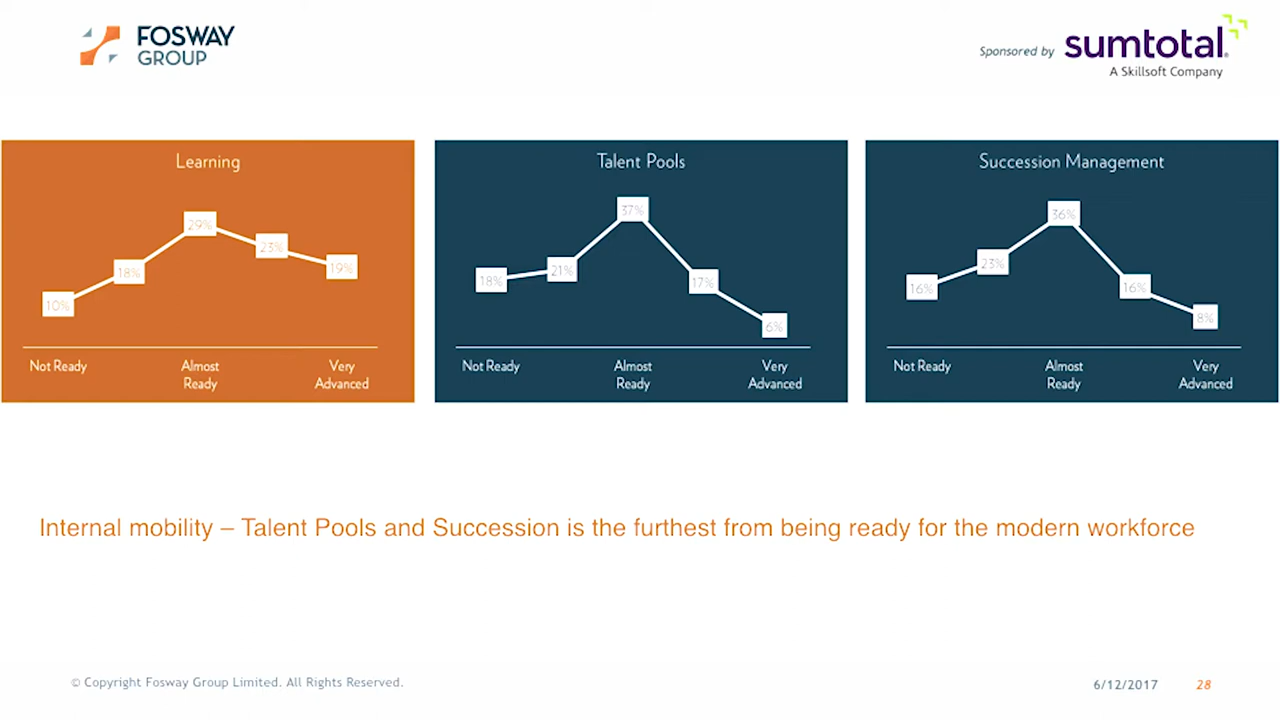 FOSWAY
GROUP
Sponsored by
sumtotal.
A Skillsoft Company
Learning
10%
18%
29%
23%
19%
Not Ready
Almost
Ready
Very
Advanced
Talent Pools
18%
21%
37%
17%
6%
Not Ready
Almost
Ready
Very
Advanced
Succession Management
16%
23%
36%
16%
8%
Not Ready
Almost
Ready
Very
Advanced
Internal mobility – Talent Pools and Succession is the furthest from being ready for the modern workforce
© Copyright Fosway Group Limited. All Rights Reserved.
6/12/2017
28